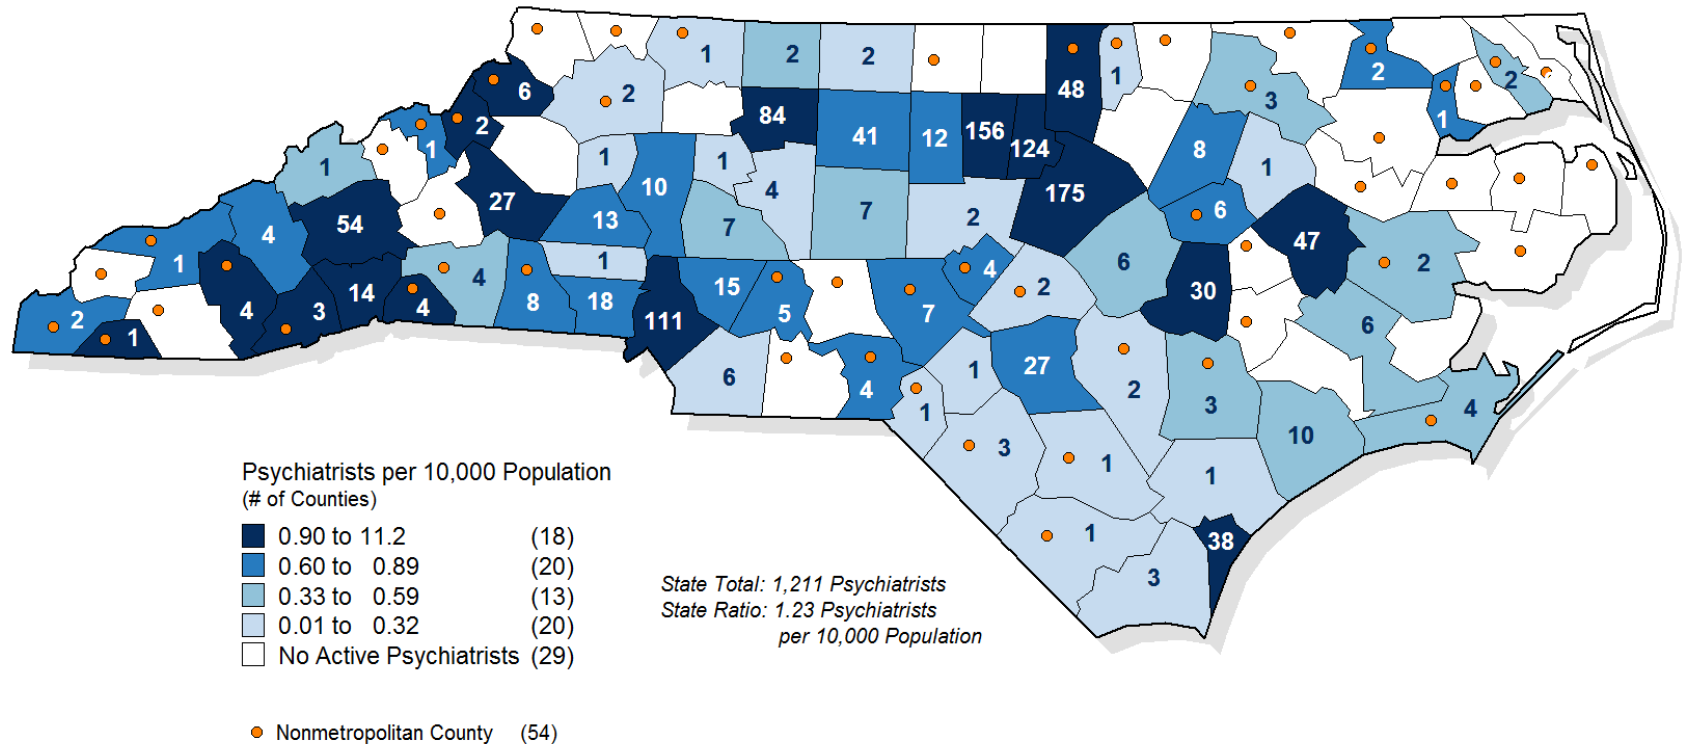 1 2 2
6 2 48 1 2 2
84 3
2 41 12 156 124 1
1 8
1 1 1 1
10 4 175
27 7 2 6
54 13 7
4 47
1 1 4 6 2
4 15 4 2 30
14 8 18 5
2 4 3 4 111 7 6
1
6 4 1 27 2 3 4
1 10
3 1 1
1 38
3
Psychiatrists per 10,000 Population
(# of Counties)
0.90 to 11.2 (18)
0.60 to 0.89 (20)
0.33 to 0.59 (13)
0.01 to 0.32 (20)
No Active Psychiatrists (29)
State Total: 1,211 Psychiatrists
State Ratio: 1.23 Psychiatrists
per 10,000 Population
Nonmetropolitan County (54)